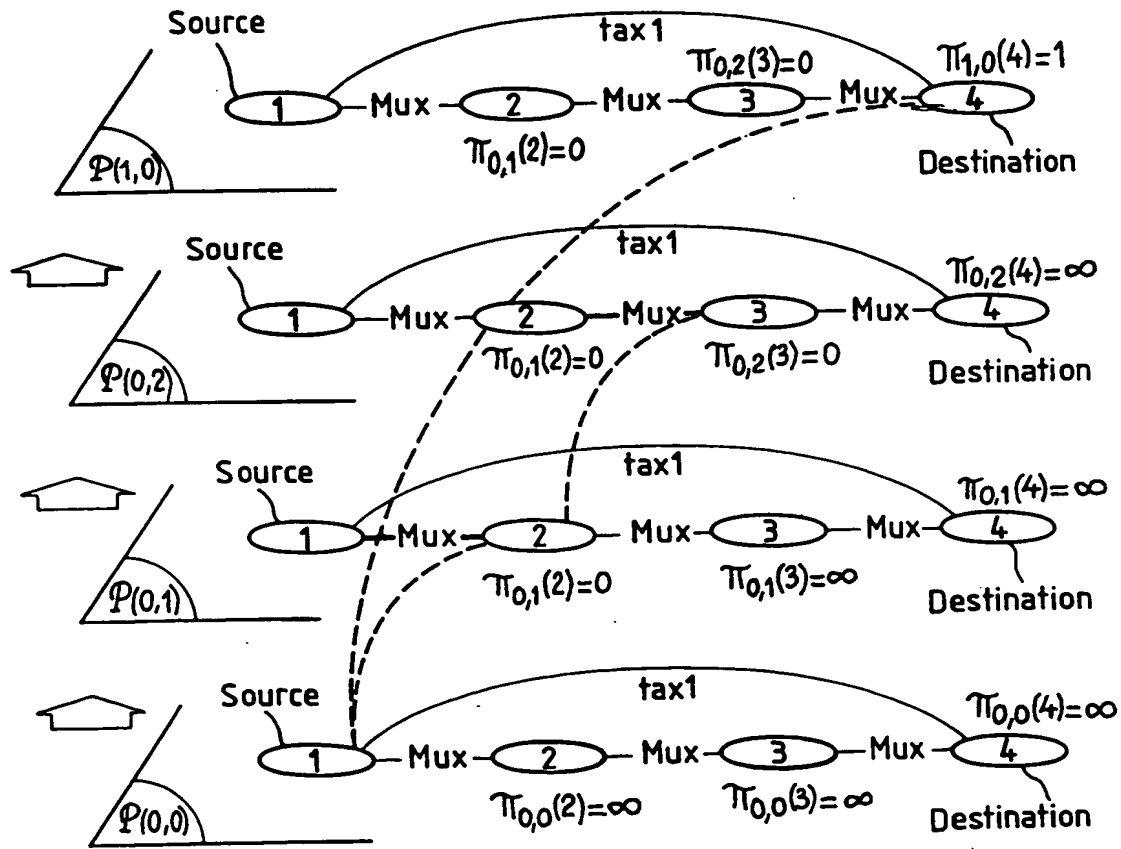 Source
tax1
π0,2(3)=0
π1,0(4)=1
1 Mux 2 Mux 3 Mux 4
π0,1(2)=0
P(1,0)
Destination
Source
tax1
π0,2(4)=∞
1 Mux 2 Mux 3 Mux 4
π0,1(2)=0
π0,2(3)=0
P(0,2)
Destination
Source
tax1
π0,1(4)=∞
1 Mux 2 Mux 3 Mux 4
π0,1(2)=0
π0,1(3)=∞
P(0,1)
Destination
Source
tax1
π0,0(4)=∞
1 Mux 2 Mux 3 Mux 4
π0,0(2)=∞
π0,0(3)=∞
P(0,0)
Destination